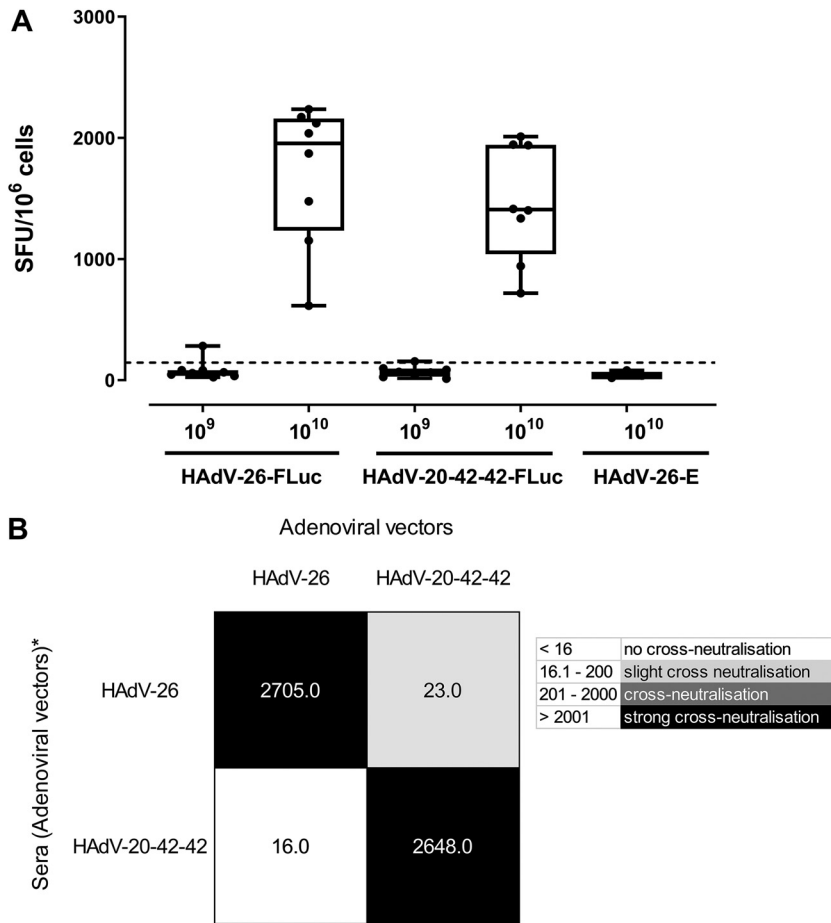 A
3000
2000
1000
0
SFU/10⁶ cells
10⁹ 10¹⁰ 10⁹ 10¹⁰ 10¹⁰
HAdV-26-FLuc HAdV-20-42-42-FLuc HAdV-26-E
B
Adenoviral vectors
HAdV-26 HAdV-20-42-42
Sera (Adenoviral vectors)*
HAdV-26 2705.0 23.0
HAdV-20-42-42 16.0 2648.0
< 16 no cross-neutralisation
16.1 - 200 slight cross neutralisation
201 - 2000 cross-neutralisation
> 2001 strong cross-neutralisation